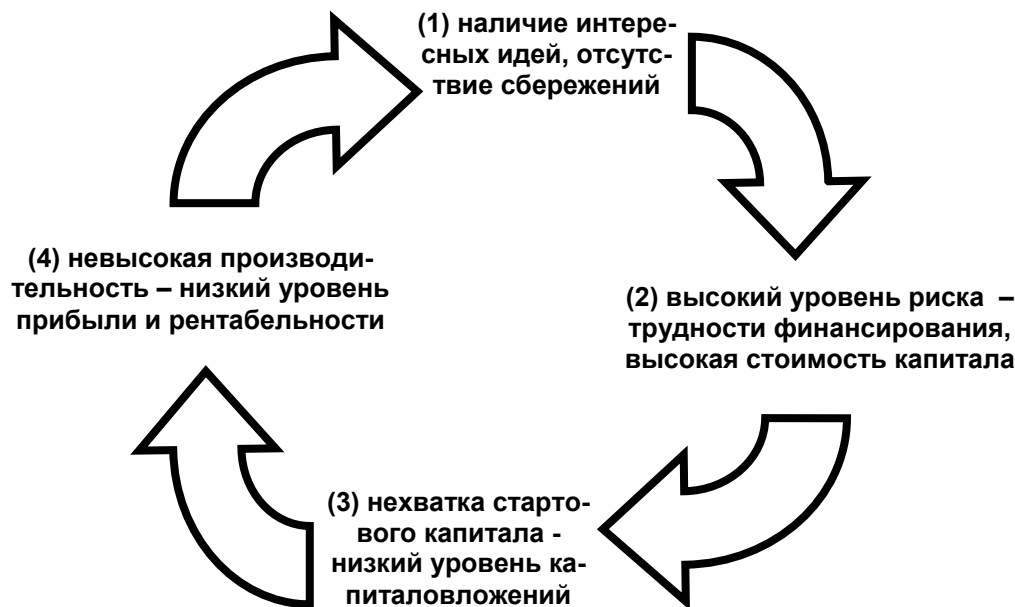 (1) наличие интере-
сных идей, отсутс-
твие сбережений
(2) высокий уровень риска –
трудности финансирования,
высокая стоимость капитала
(3) нехватка старто-
вого капитала -
низкий уровень ка-
питаловложений
(4) невысокая производи-
тельность – низкий уровень
прибыли и рентабельности